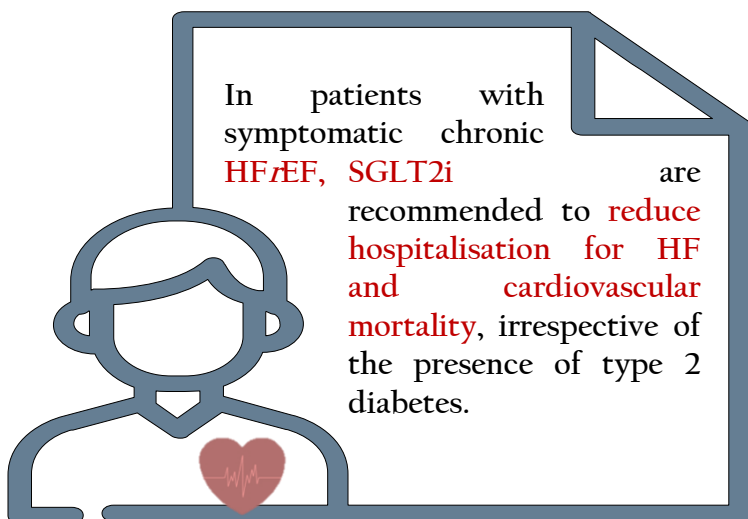 In patients with
symptomatic chronic
HFrEF, SGLT2i are
recommended to reduce
hospitalisation for HF
and cardiovascular
mortality, irrespective of
the presence of type 2
diabetes.